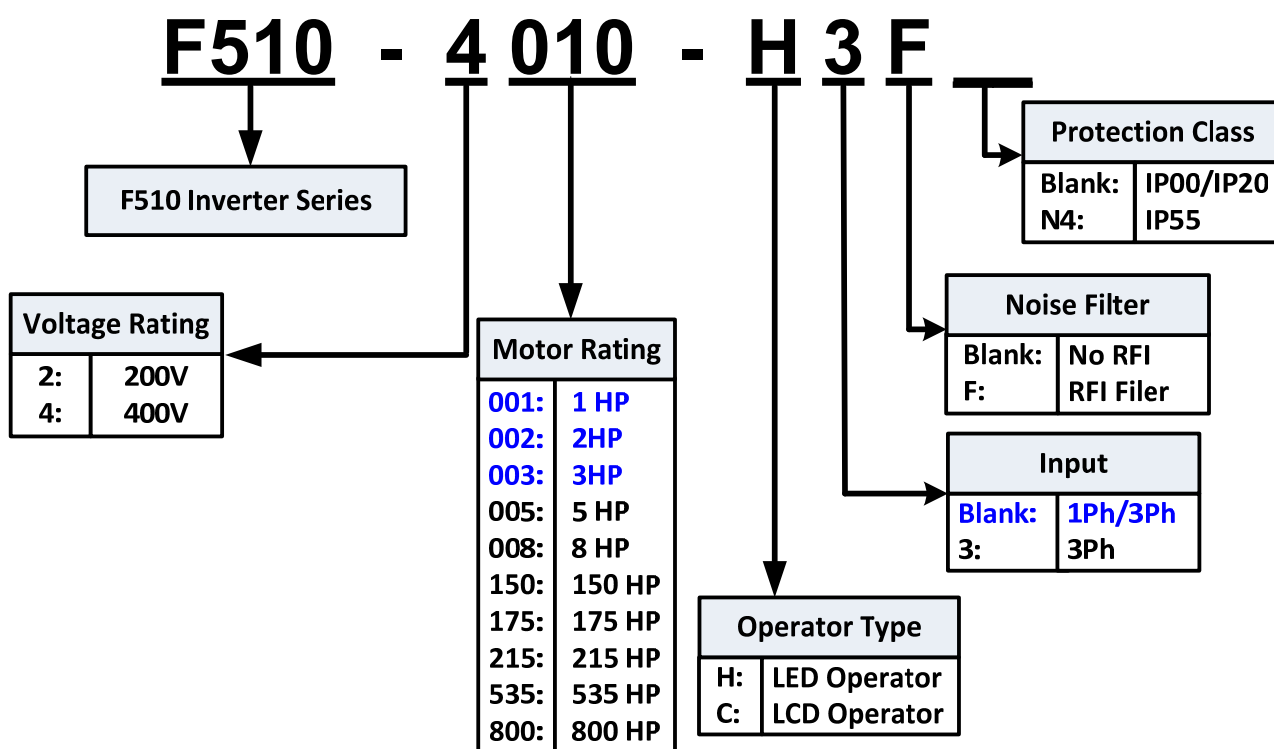 F510 - 4 010 - H 3 F
F510 Inverter Series
Protection Class
Blank: IP00/IP20
N4: IP55
Voltage Rating
2: 200V
4: 400V
Motor Rating
001: 1 HP
002: 2HP
003: 3HP
005: 5 HP
008: 8 HP
150: 150 HP
175: 175 HP
215: 215 HP
535: 535 HP
800: 800 HP
Noise Filter
Blank: No RFI
F: RFI Filer
Input
Blank: 1Ph/3Ph
3: 3Ph
Operator Type
H: LED Operator
C: LCD Operator